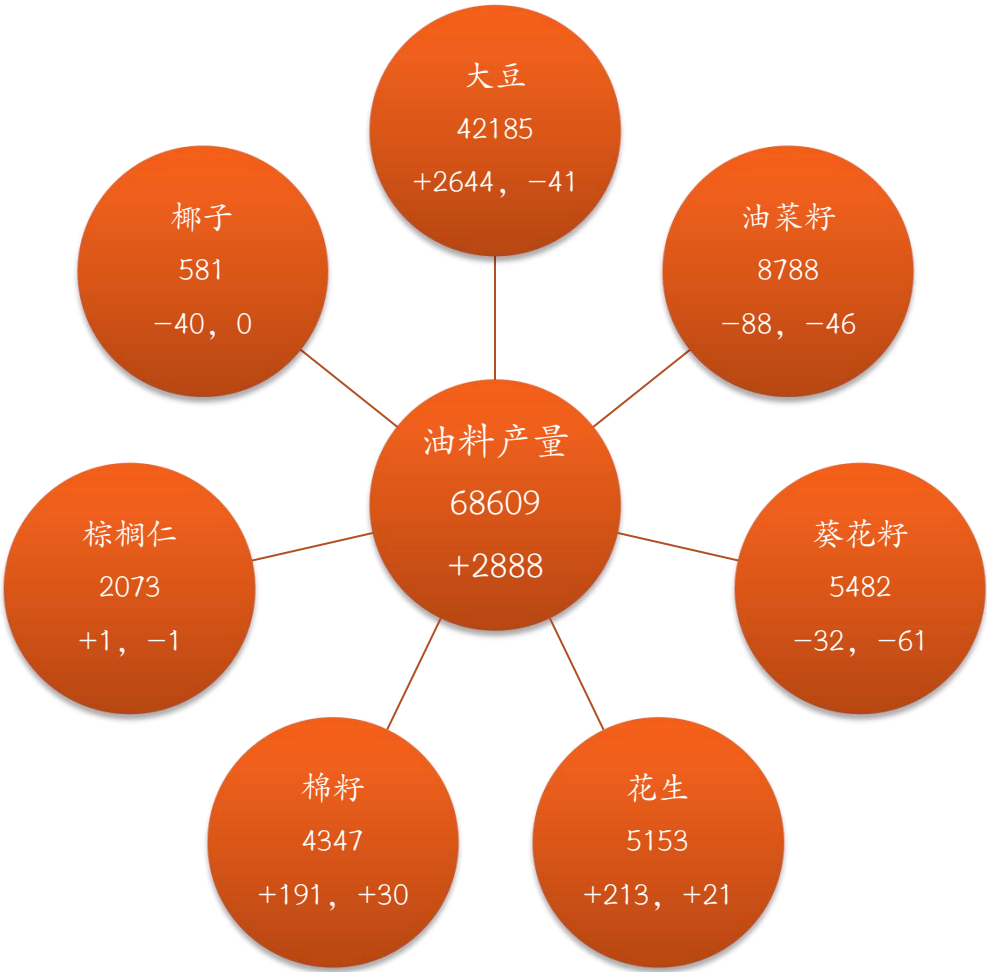 大豆
42185
+2644, -41
椰子
581
-40, 0
油菜籽
8788
-88, -46
油料产量
68609
+2888
棕榈仁
2073
+1, -1
葵花籽
5482
-32, -61
棉籽
4347
+191, +30
花生
5153
+213, +21